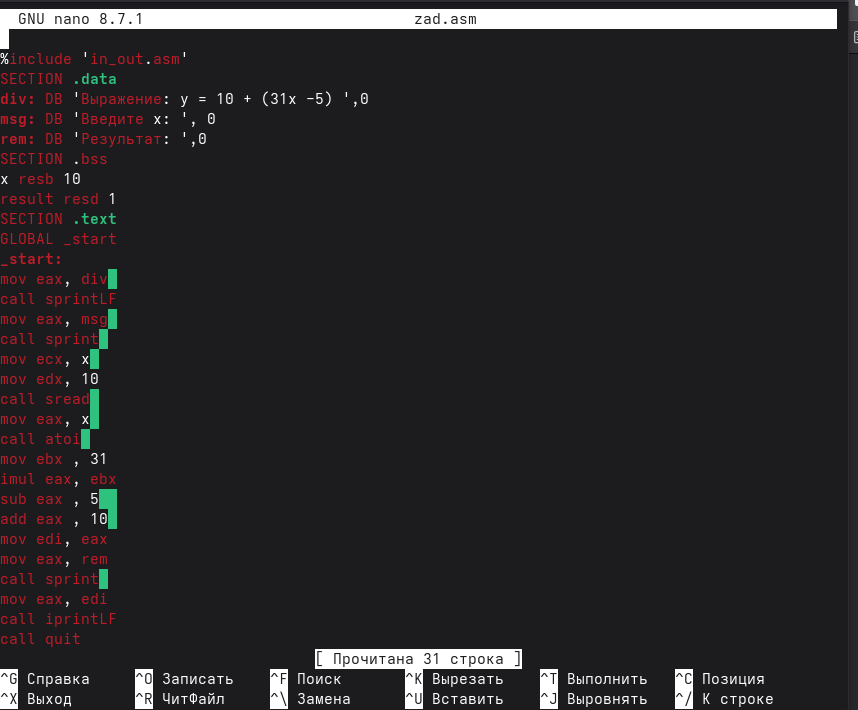 GNU nano 8.7.1 zad.asm
%include 'in_out.asm'
SECTION .data
div: DB 'Выражение: y = 10 + (31x -5) ',0
msg: DB 'Введите x: ', 0
rem: DB 'Результат: ',0
SECTION .bss
x resb 10
result resd 1
SECTION .text
GLOBAL _start
_start:
mov eax, div
call sprintLF
mov eax, msg
call sprint
mov ecx, x
mov edx, 10
call sread
mov eax, x
call atoi
mov ebx , 31
imul eax, ebx
sub eax , 5
add eax , 10
mov edi, eax
mov eax, rem
call sprint
mov eax, edi
call iprintLF
call quit
[ Прочитана 31 строка ]
^G Справка ^O Записать ^F Поиск ^K Вырезать ^T Выполнить ^C Позиция
^X Выход ^R ЧитФайл ^\ Замена ^U Вставить ^J Выровнять ^/ К строке